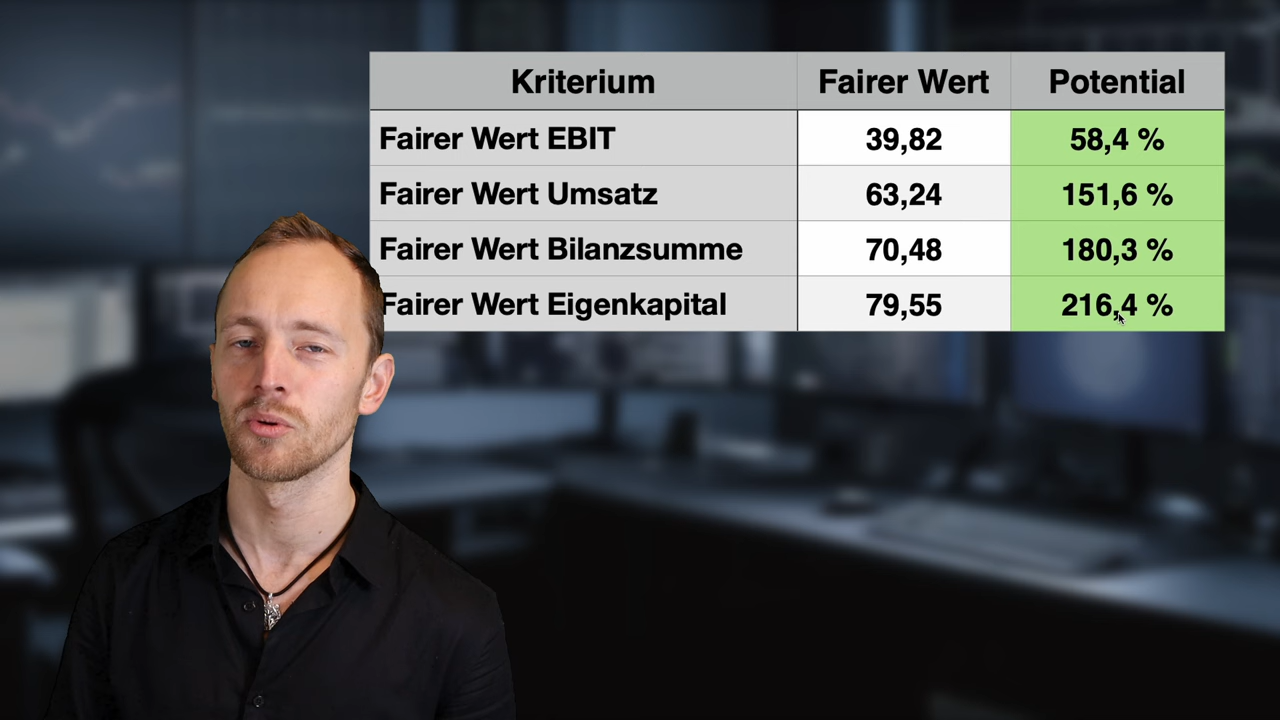 Kriterium Fairer Wert Potential
Fairer Wert EBIT 39,82 58,4 %
Fairer Wert Umsatz 63,24 151,6 %
Fairer Wert Bilanzsumme 70,48 180,3 %
Fairer Wert Eigenkapital 79,55 216,4 %